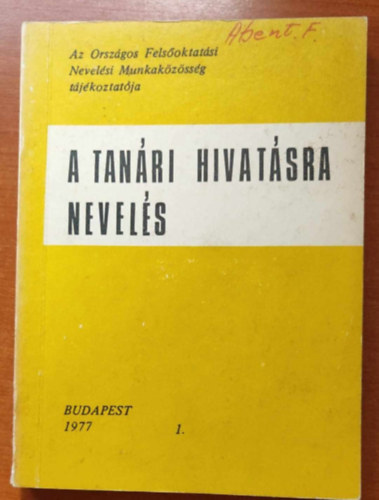 Abent. F.
Az Országos Felsőoktatási
Nevelési Munkaközösség
tájékoztatója
A TANÁRI HIVATÁSRA
NEVELÉS
BUDAPEST
1977
1.